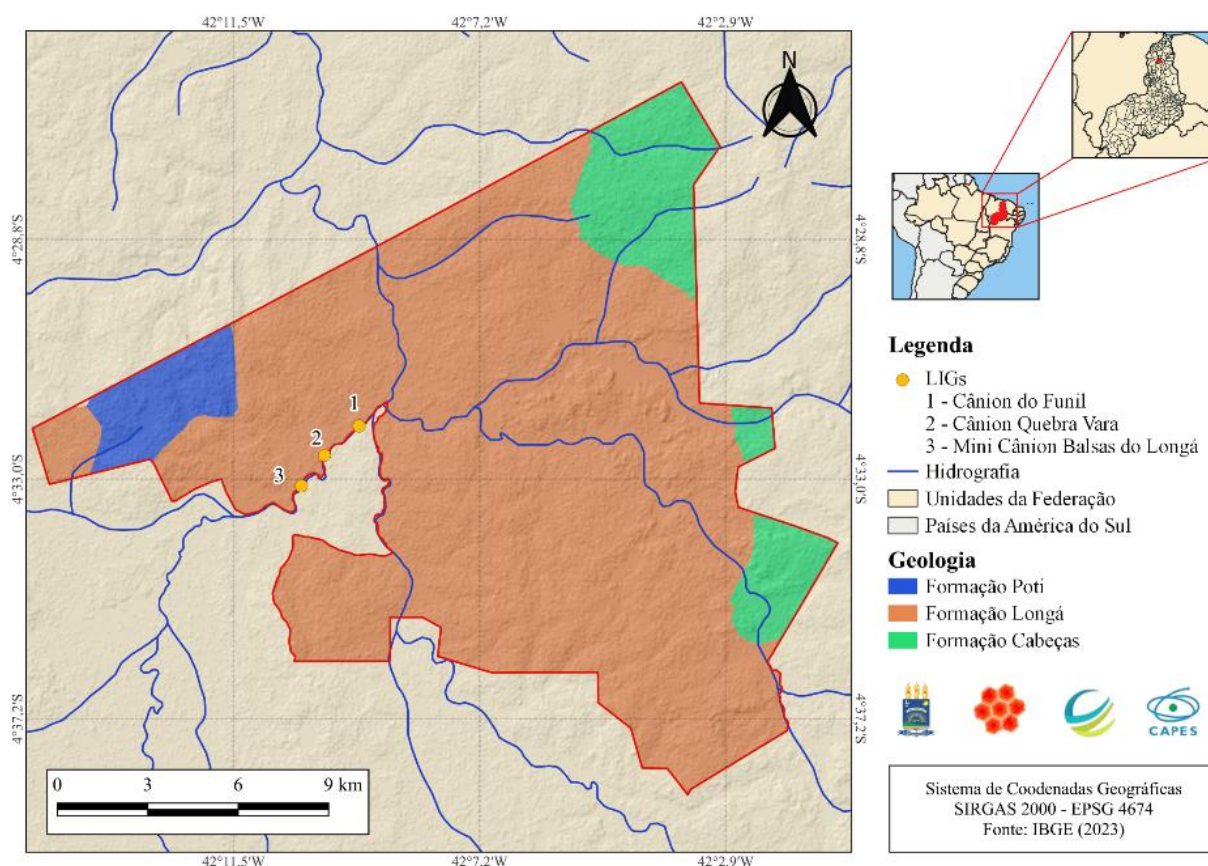 42°11,5'W
42°7,2'W
42°2,9'W
N
4°28,8'S
4°28,8'S
1
2
3
4°33,0'S
4°33,0'S
4°37,2'S
4°37,2'S
0 3 6 9 km
42°11,5'W
42°7,2'W
42°2,9'W
Legenda
LIGs
1 - Cânion do Funil
2 - Cânion Quebra Vara
3 - Mini Cânion Balsas do Longá
Hidrografia
Unidades da Federação
Países da América do Sul
Geologia
Formação Poti
Formação Longá
Formação Cabeças
CAPES
Sistema de Coodenadas Geográficas
SIRGAS 2000 - EPSG 4674
Fonte: IBGE (2023)